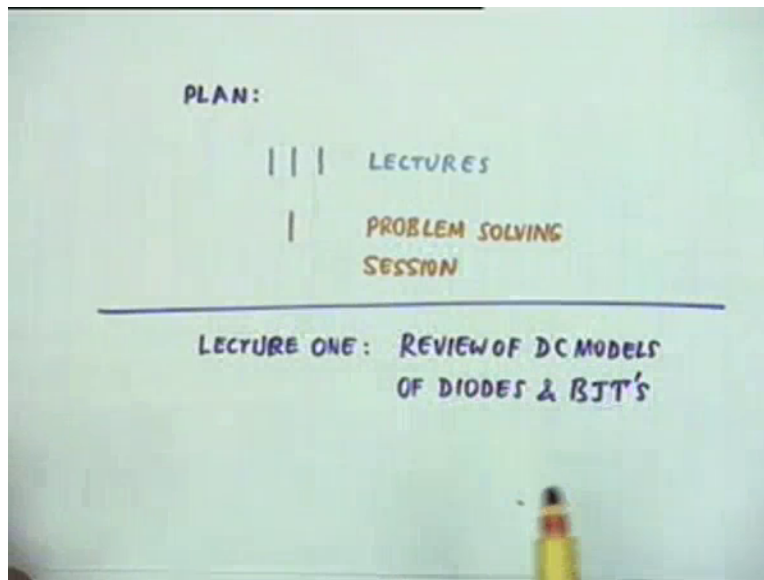 PLAN:
||| LECTURES
| PROBLEM SOLVING
SESSION
LECTURE ONE: REVIEW OF DC MODELS
OF DIODES & BJT'S